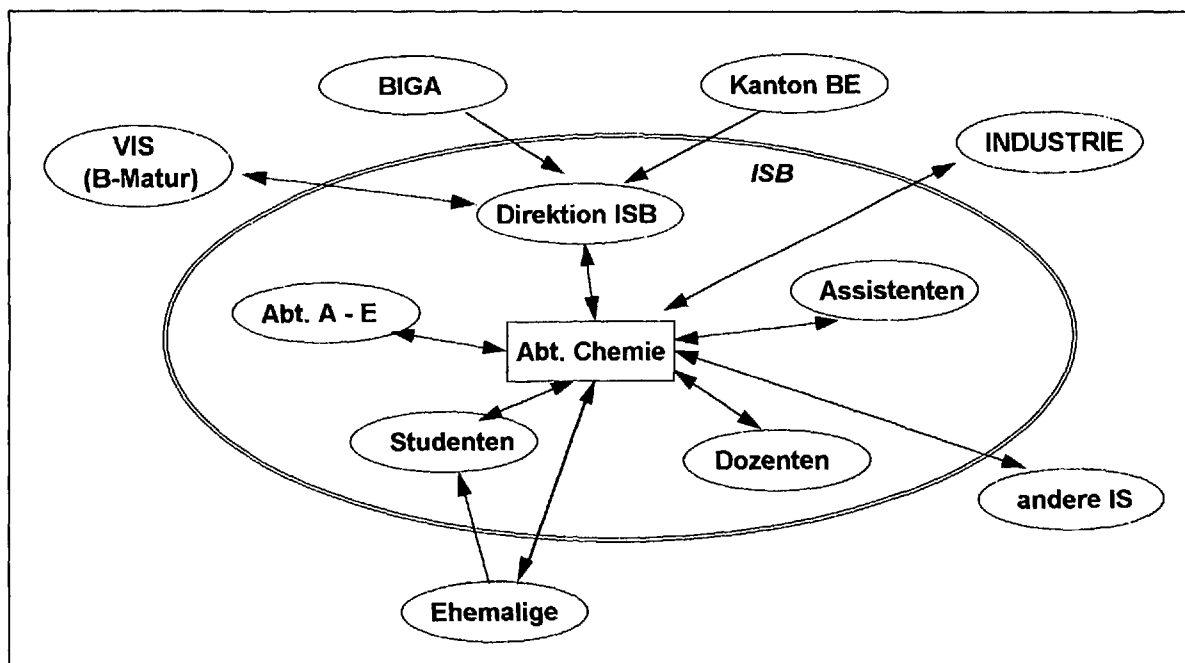 BIGA
Kanton BE
VIS
(B-Matur)
INDUSTRIE
ISB
Direktion ISB
Assistenten
Abt. A - E
Abt. Chemie
Studenten
Dozenten
andere IS
Ehemalige